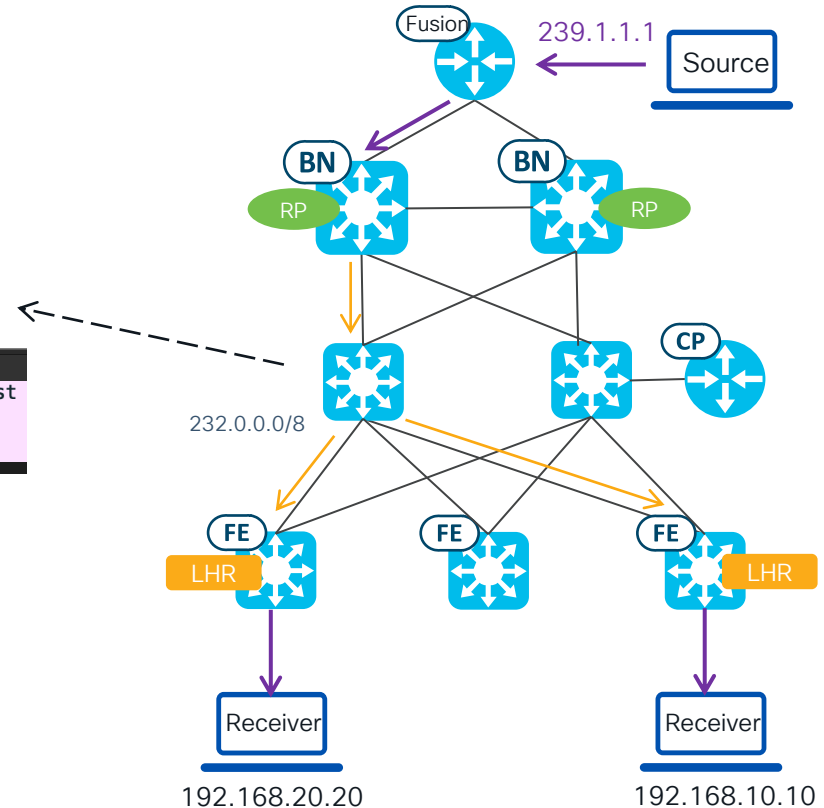 Fusion
239.1.1.1
Source
BN
BN
RP
RP
CP
st
232.0.0.0/8
FE
FE
FE
LHR
LHR
Receiver
Receiver
192.168.20.20
192.168.10.10